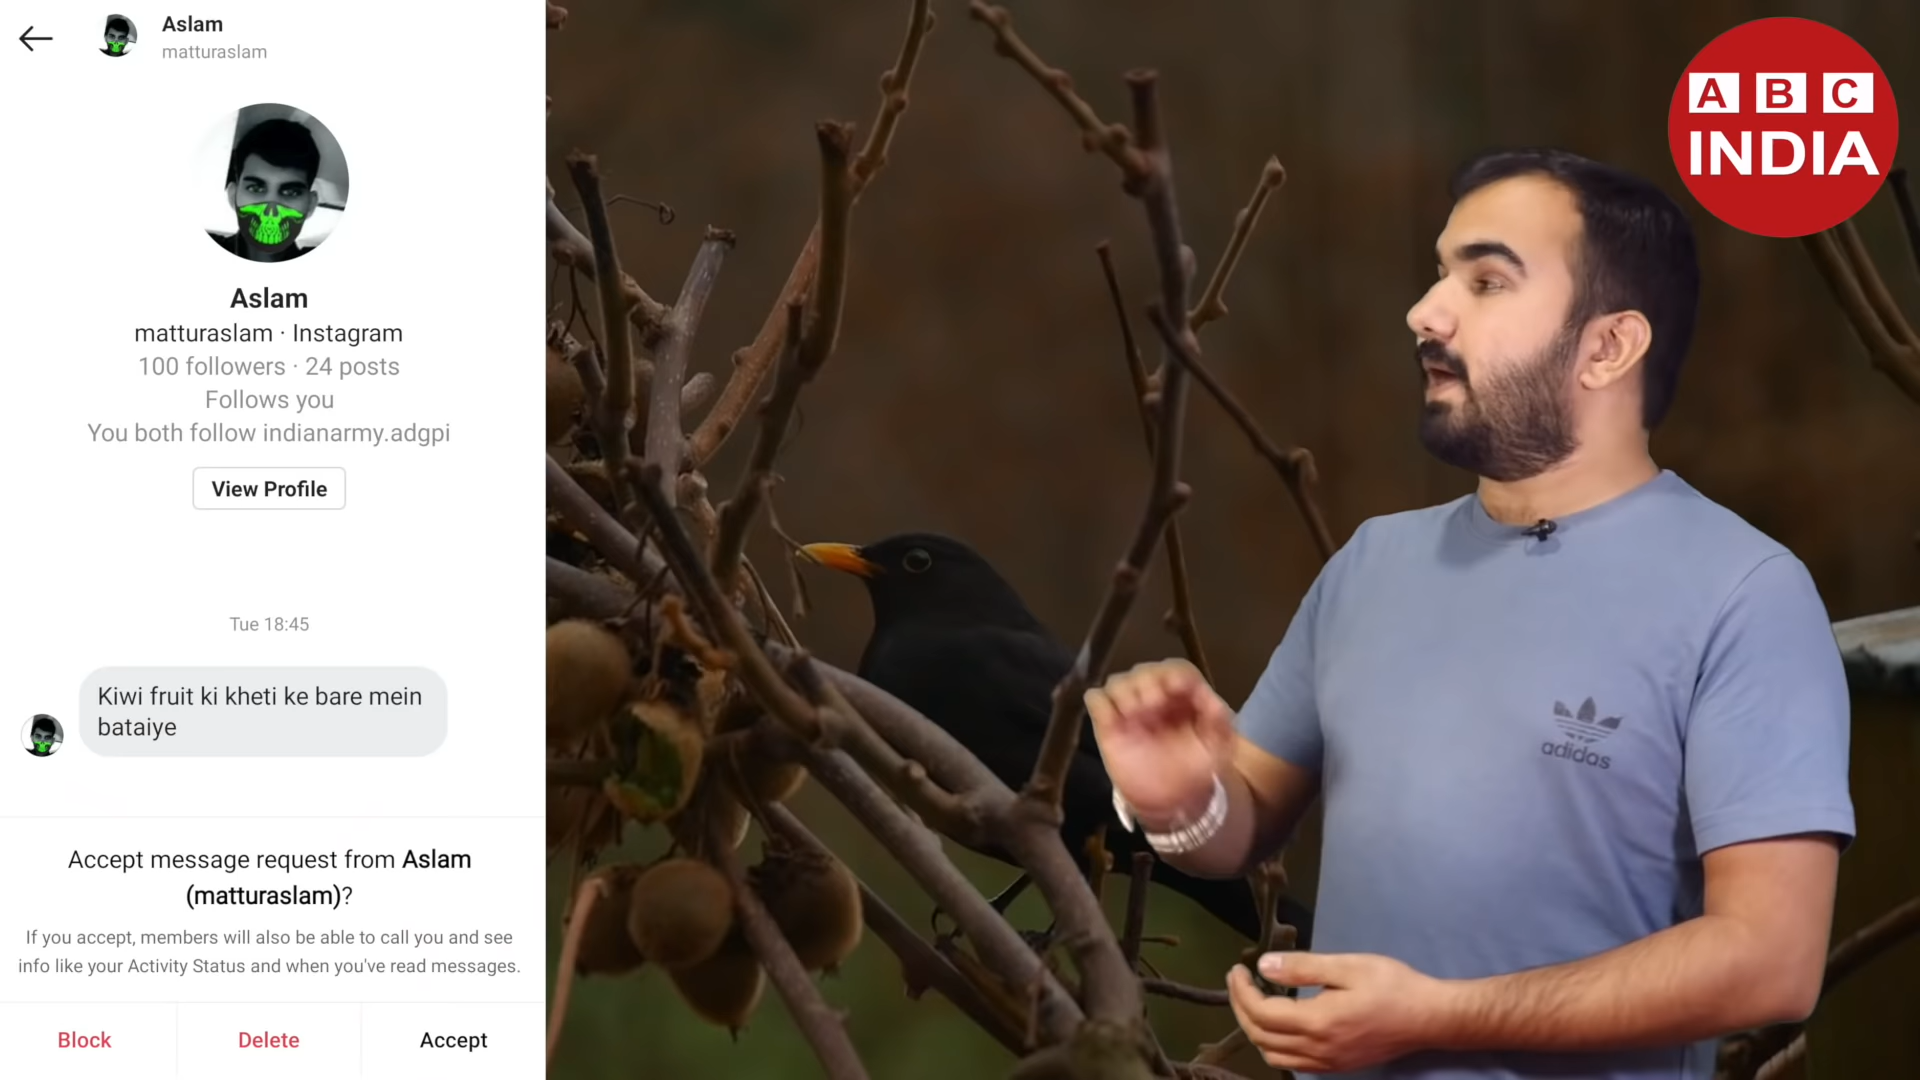 Aslam
matturaslam
Aslam
matturaslam · Instagram
100 followers · 24 posts
Follows you
You both follow indianarmy.adgpi
View Profile
Tue 18:45
Kiwi fruit ki kheti ke bare mein
bataiye
Accept message request from Aslam
(matturaslam)?
If you accept, members will also be able to call you and see
info like your Activity Status and when you've read messages.
Block
Delete
Accept
A B C
INDIA
adidas